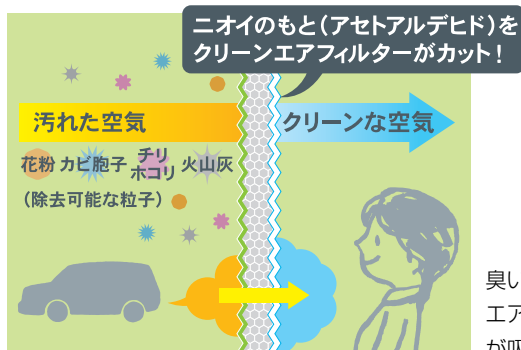 ニオイのもと(アセトアルデヒド)を
クリーンエアフィルターがカット!
汚れた空気
クリーンな空気
花粉 カビ胞子 チリ ホコリ 火山灰
(除去可能な粒子)
臭い
エア